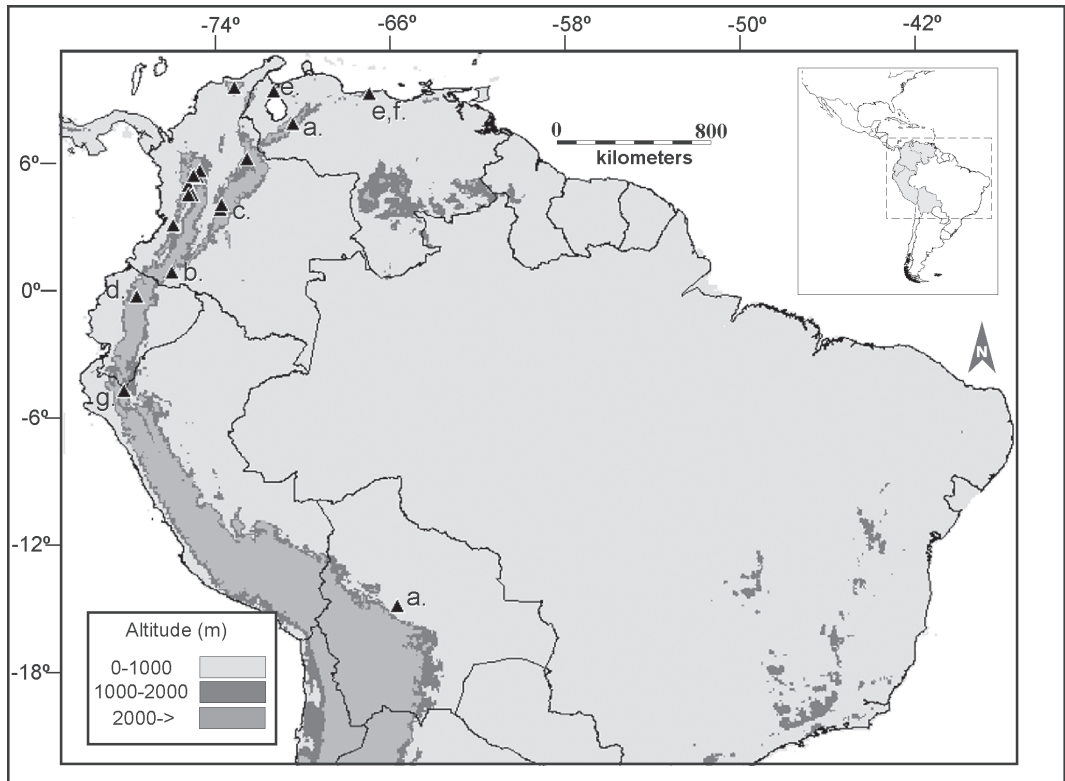 -74º -66º -58º -50º -42º
e. e,f.
a.
0 800
kilometers
6º
c.
b.
0º d.
N
g.
-6º
-12º
a.
Altitude (m)
0-1000
1000-2000
2000->
-18º